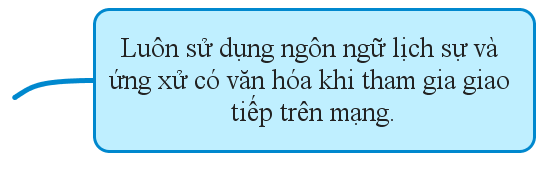 Luôn sử dụng ngôn ngữ lịch sự và
ứng xử có văn hóa khi tham gia giao
tiếp trên mạng.